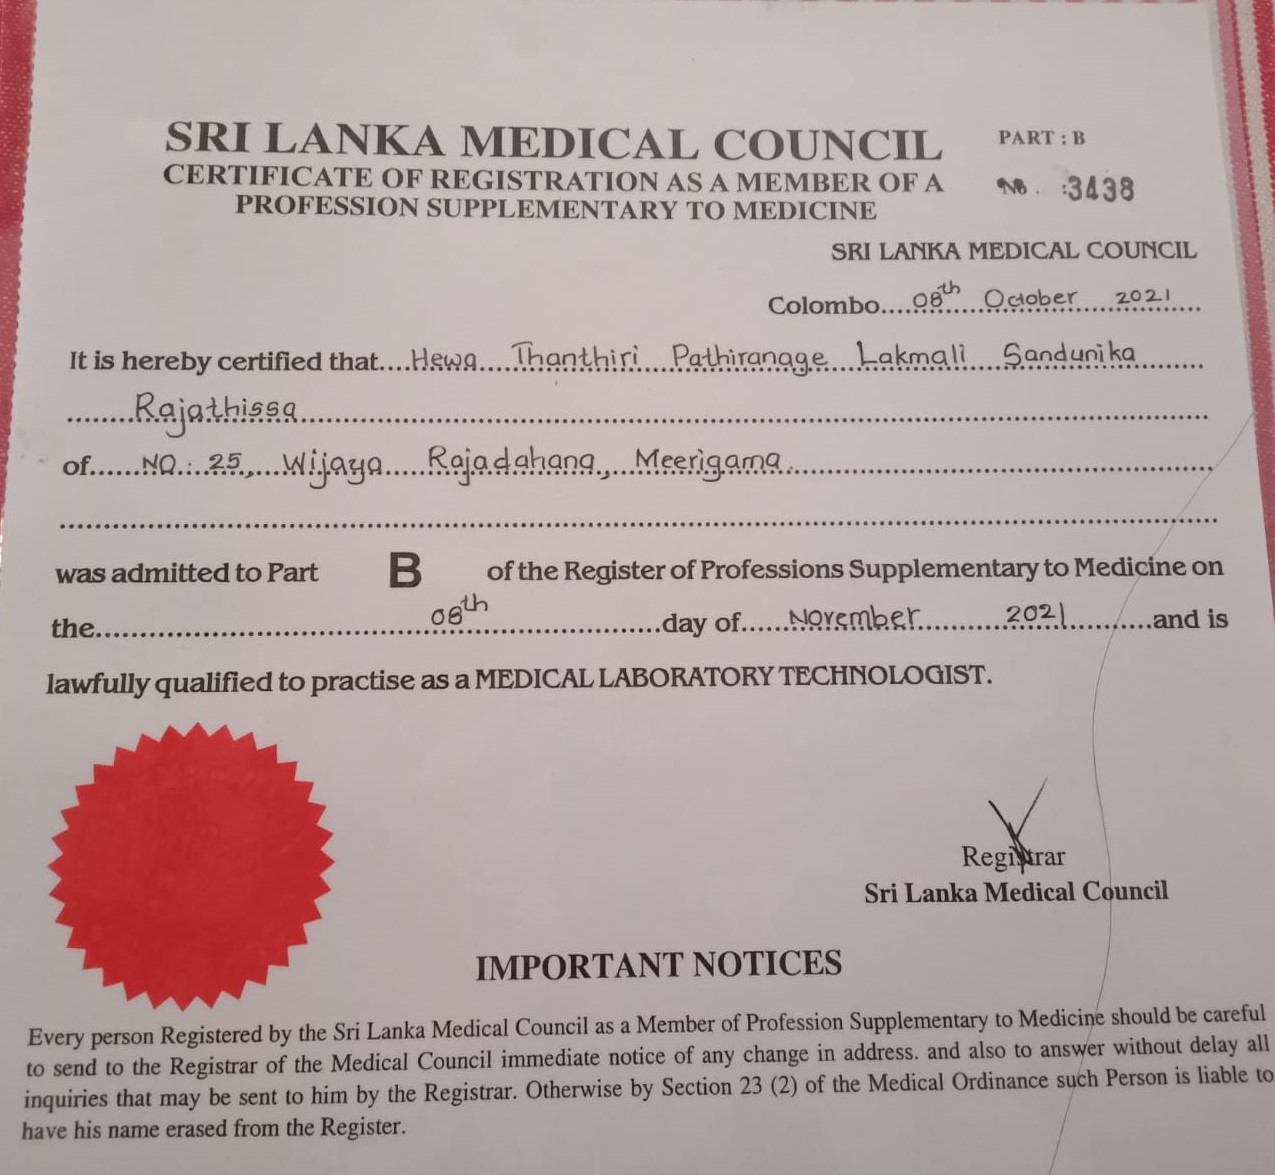 SRI LANKA MEDICAL COUNCIL
CERTIFICATE OF REGISTRATION AS A MEMBER OF A
PROFESSION SUPPLEMENTARY TO MEDICINE
PART : B
:3438
SRI LANKA MEDICAL COUNCIL
Colombo....08th October 2021
It is hereby certified that....Hewa Thanthiri Pathiranage Lakmali Sandunika
Rajathissa
of......NO.: 25, Wijaya Rajadahana, Meerigama.
was admitted to Part B of the Register of Professions Supplementary to Medicine on
the 08th day of November 2021 and is
lawfully qualified to practise as a MEDICAL LABORATORY TECHNOLOGIST.
Registrar
Sri Lanka Medical Council
IMPORTANT NOTICES
Every person Registered by the Sri Lanka Medical Council as a Member of Profession Supplementary to Medicine should be careful
to send to the Registrar of the Medical Council immediate notice of any change in address. and also to answer without delay all
inquiries that may be sent to him by the Registrar. Otherwise by Section 23 (2) of the Medical Ordinance such Person is liable to
have his name erased from the Register.